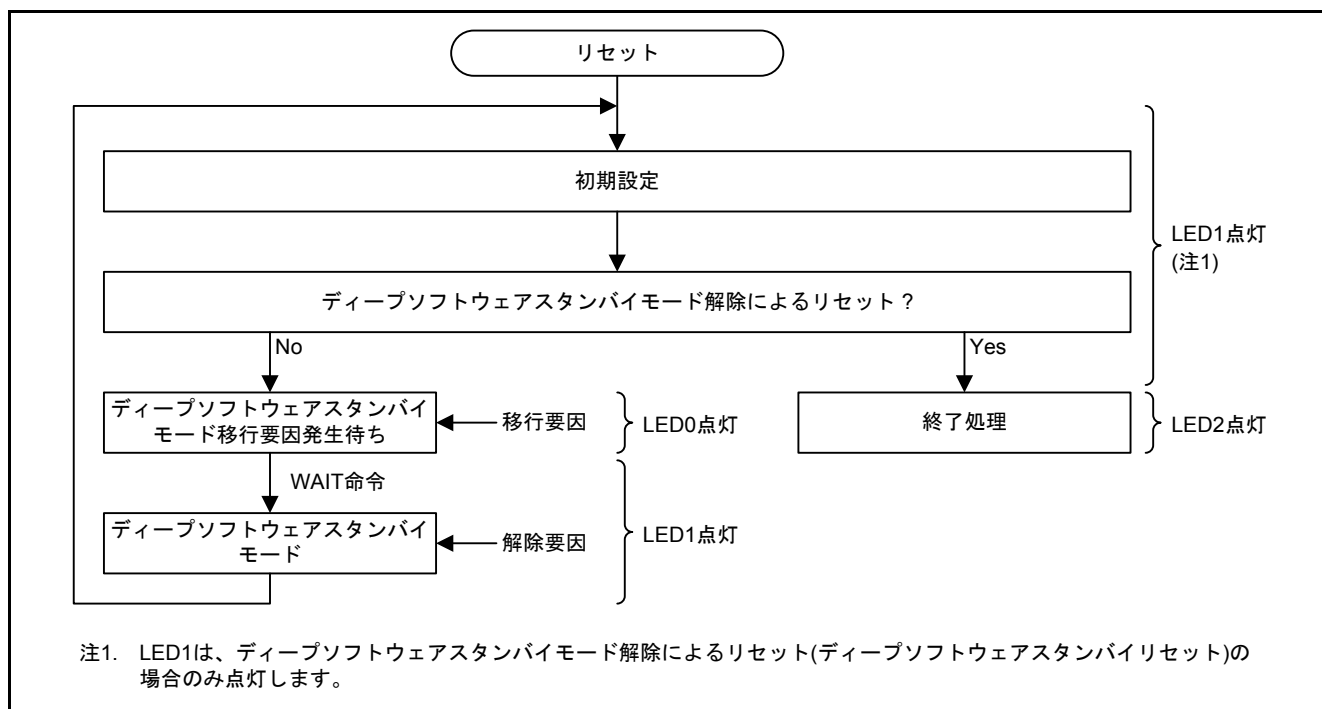 リセット
初期設定
LED1点灯
(注1)
ディープソフトウェアスタンバイモード解除によるリセット？
No
Yes
ディープソフトウェアスタンバイ
モード移行要因発生待ち
移行要因
LED0点灯
終了処理
LED2点灯
WAIT命令
ディープソフトウェアスタンバイ
モード
解除要因
LED1点灯
注1. LED1は、ディープソフトウェアスタンバイモード解除によるリセット(ディープソフトウェアスタンバイリセット)の
場合のみ点灯します。